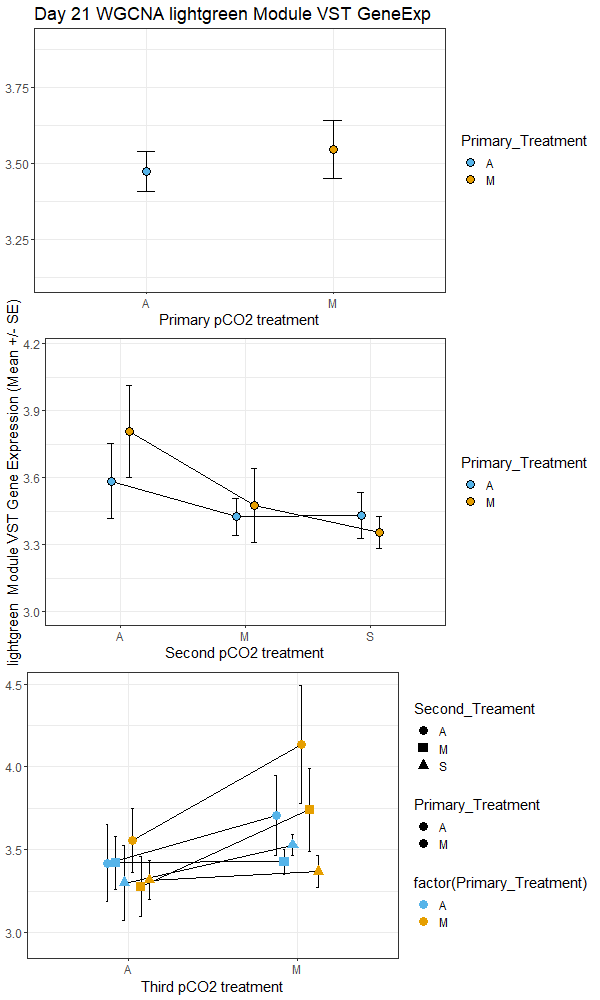 Day 21 WGCNA lightgreen Module VST GeneExp
3.75
3.50
3.25
A
M
Primary pCO2 treatment
Primary_Treatment
A
M
lightgreen Module VST Gene Expression (Mean +/- SE)
4.2
3.9
3.6
3.3
3.0
A
M
S
Second pCO2 treatment
Primary_Treatment
A
M
4.5
4.0
3.5
3.0
A
M
Third pCO2 treatment
Second_Treament
A
M
S
Primary_Treatment
A
M
factor(Primary_Treatment)
A
M